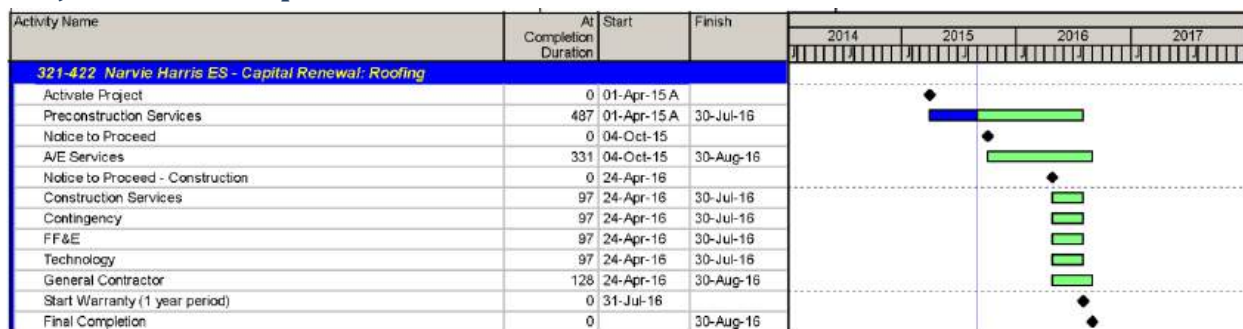 Activity Name At Completion Duration Start Finish
2014 2015 2016 2017
J J J J J J J J
321-422 Narvie Harris ES - Capital Renewal: Roofing
Activate Project 0 01-Apr-15 A
Preconstruction Services 487 01-Apr-15 A 30-Jul-16
Notice to Proceed 0 04-Oct-15
A/E Services 331 04-Oct-15 30-Aug-16
Notice to Proceed - Construction 0 24-Apr-16
Construction Services 97 24-Apr-16 30-Jul-16
Contingency 97 24-Apr-16 30-Jul-16
FF&E 97 24-Apr-16 30-Jul-16
Technology 97 24-Apr-16 30-Jul-16
General Contractor 128 24-Apr-16 30-Aug-16
Start Warranty (1 year period) 0 31-Jul-16
Final Completion 0 30-Aug-16